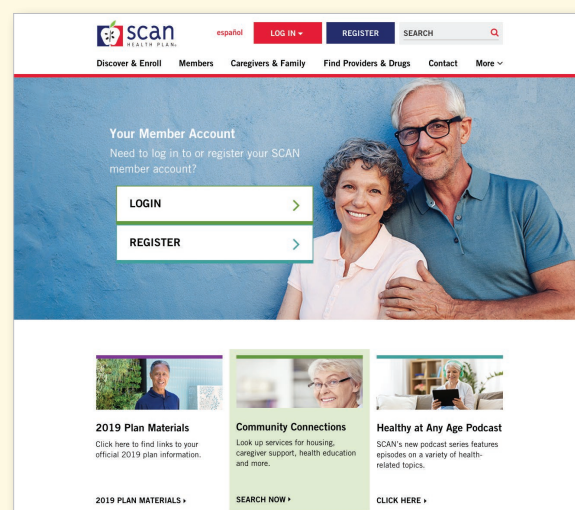 scan
HEALTH PLAN.
español
LOG IN
REGISTER
SEARCH
Discover & Enroll
Members
Caregivers & Family
Find Providers & Drugs
Contact
More
Your Member Account
Need to log in to or register your SCAN
member account?
LOGIN
REGISTER
2019 Plan Materials
Click here to find links to your
official 2019 plan information.
2019 PLAN MATERIALS
Community Connections
Look up services for housing,
caregiver support, health education
and more.
SEARCH NOW
Healthy at Any Age Podcast
SCAN's new podcast series features
episodes on a variety of health-
related topics.
CLICK HERE